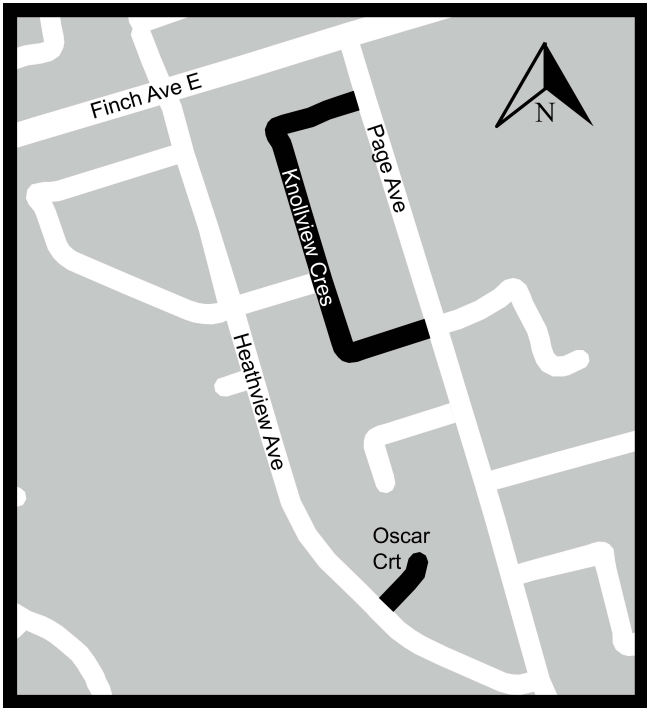 Finch Ave E
N
Page Ave
Knollview Cres
Heathview Ave
Oscar
Crt